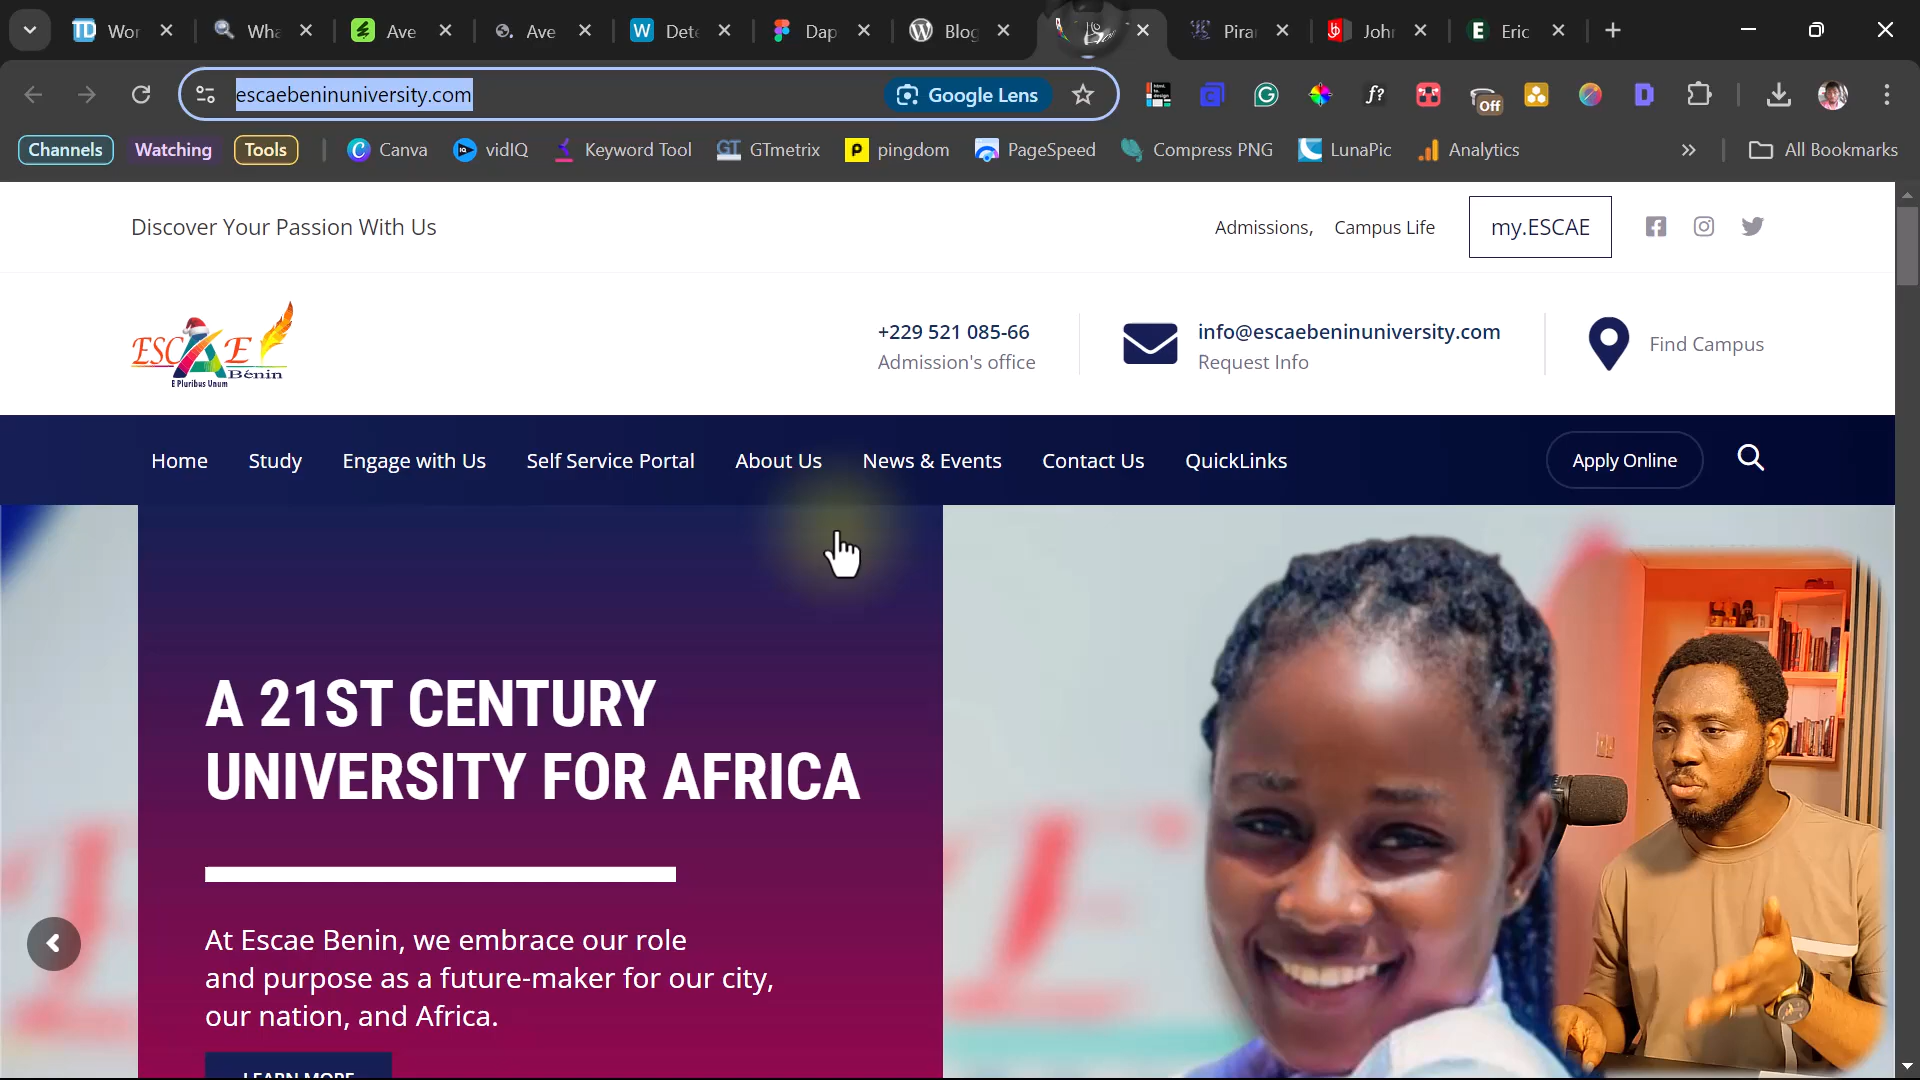 Wor
Wha
Ave
Ave
Dete
Dap
Blog
Pirar
Johr
Eric
escaebeninuniversity.com
Google Lens
Off
Channels
Watching
Tools
Canva
vidIQ
Keyword Tool
GTmetrix
pingdom
PageSpeed
Compress PNG
LunaPic
Analytics
All Bookmarks
Discover Your Passion With Us
Admissions,
Campus Life
my.ESCAE
ESCAE
Bénin
E Pluribus Unum
+229 521 085-66
Admission's office
info@escaebeninuniversity.com
Request Info
Find Campus
Home
Study
Engage with Us
Self Service Portal
About Us
News & Events
Contact Us
QuickLinks
Apply Online
A 21ST CENTURY
UNIVERSITY FOR AFRICA
At Escae Benin, we embrace our role
and purpose as a future-maker for our city,
our nation, and Africa.
LEARN MORE